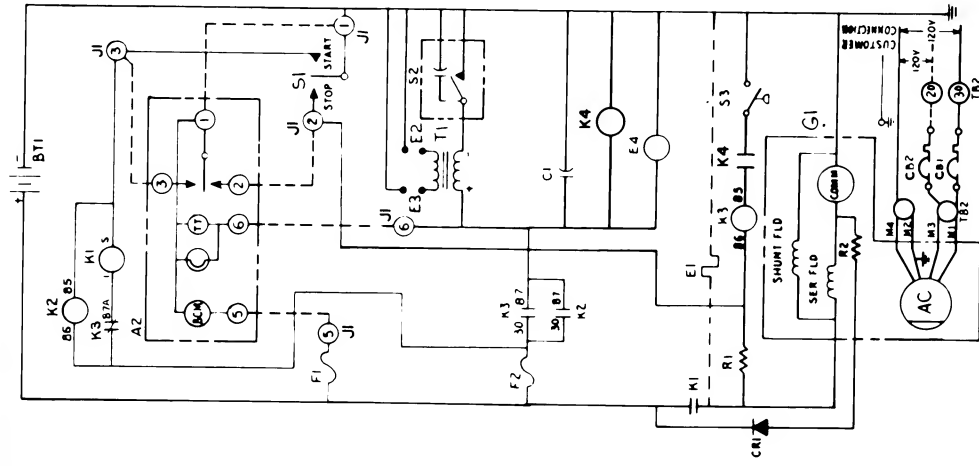 BT1
- +
1
J1
3
J1
START
S1
STOP
2
J1
K2
86 85
K1
S
K3 87A
A2
3
1
2
TT
6
BCM
5
J1
6
J1
5
F1
S2
E2
E3
T1
+
C1
K4
E4
K3
30 87
30 87
K2
F2
E1
S3
K4
85
K3
86
R1
K1
CR1
G1
SHUNT FLD
SER FLD
COMM
R2
CUSTOMER
CONNECTION
120V
120V
20
30
TB2
CB2
CB1
TB2
M4
M2
M3
M1
AC